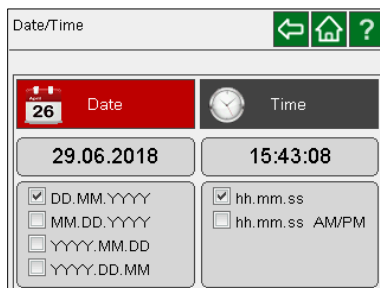 Date/Time
?
April
26
Date
Time
29.06.2018
15:43:08
DD.MM.YYYY
MM.DD.YYYY
YYYY.MM.DD
YYYY.DD.MM
hh.mm.ss
hh.mm.ss AM/PM